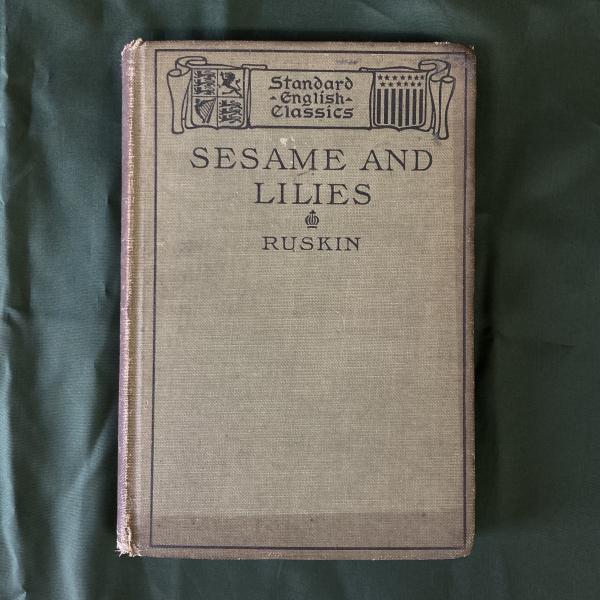 Standard
-English-
Classics
SESAME AND
LILIES
RUSKIN